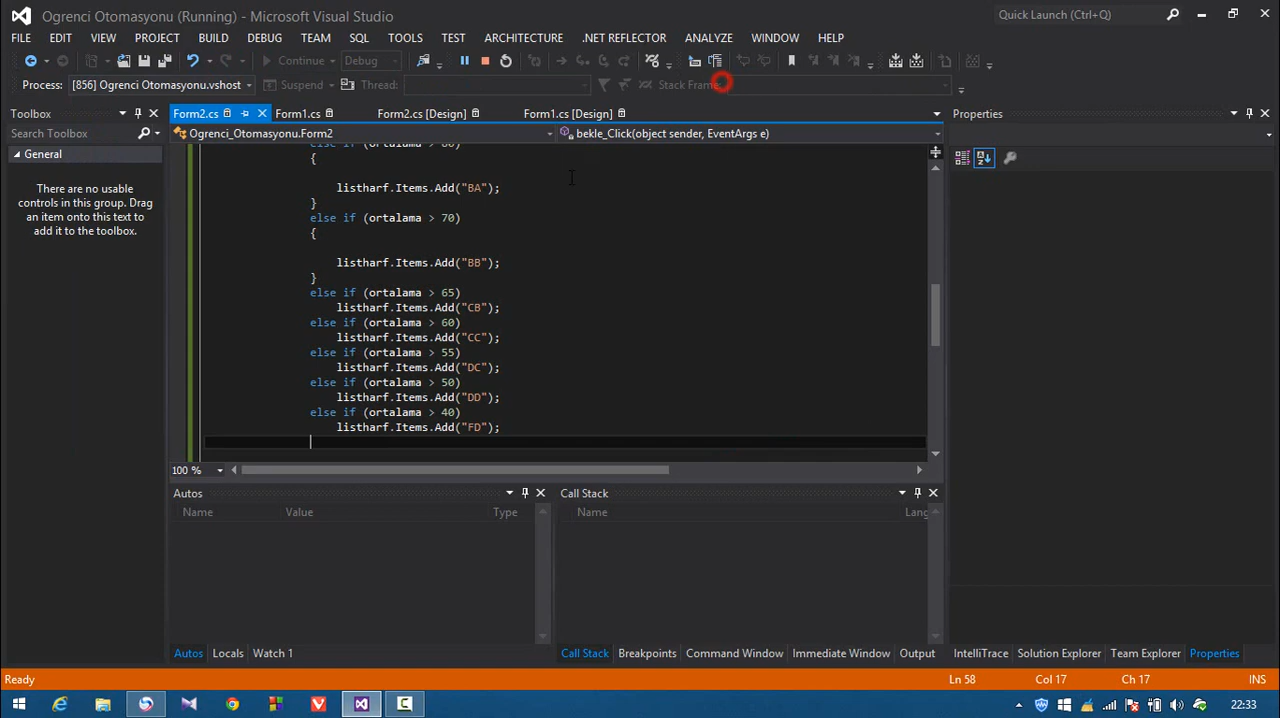 Ogrenci Otomasyonu (Running) - Microsoft Visual Studio
Quick Launch (Ctrl+Q)
FILE EDIT VIEW PROJECT BUILD DEBUG TEAM SQL TOOLS TEST ARCHITECTURE .NET REFLECTOR ANALYZE WINDOW HELP
Continue Debug
Process: [856] Ogrenci Otomasyonu.vshost Suspend Thread: Stack Frame
Toolbox Form2.cs Form1.cs Form2.cs [Design] Form1.cs [Design] Properties
Search Toolbox Ogrenci_Otomasyonu.Form2 bekle_Click(object sender, EventArgs e)
General
There are no usable
controls in this group. Drag
an item onto this text to
add it to the toolbox.
else if (ortalama > 80)
{
listharf.Items.Add("BA");
}
else if (ortalama > 70)
{
listharf.Items.Add("BB");
}
else if (ortalama > 65)
listharf.Items.Add("CB");
else if (ortalama > 60)
listharf.Items.Add("CC");
else if (ortalama > 55)
listharf.Items.Add("DC");
else if (ortalama > 50)
listharf.Items.Add("DD");
else if (ortalama > 40)
listharf.Items.Add("FD");
100 %
Autos Call Stack
Name Value Type Name Lang
Autos Locals Watch 1 Call Stack Breakpoints Command Window Immediate Window Output IntelliTrace Solution Explorer Team Explorer Properties
Ready Ln 58 Col 17 Ch 17 INS
22:33